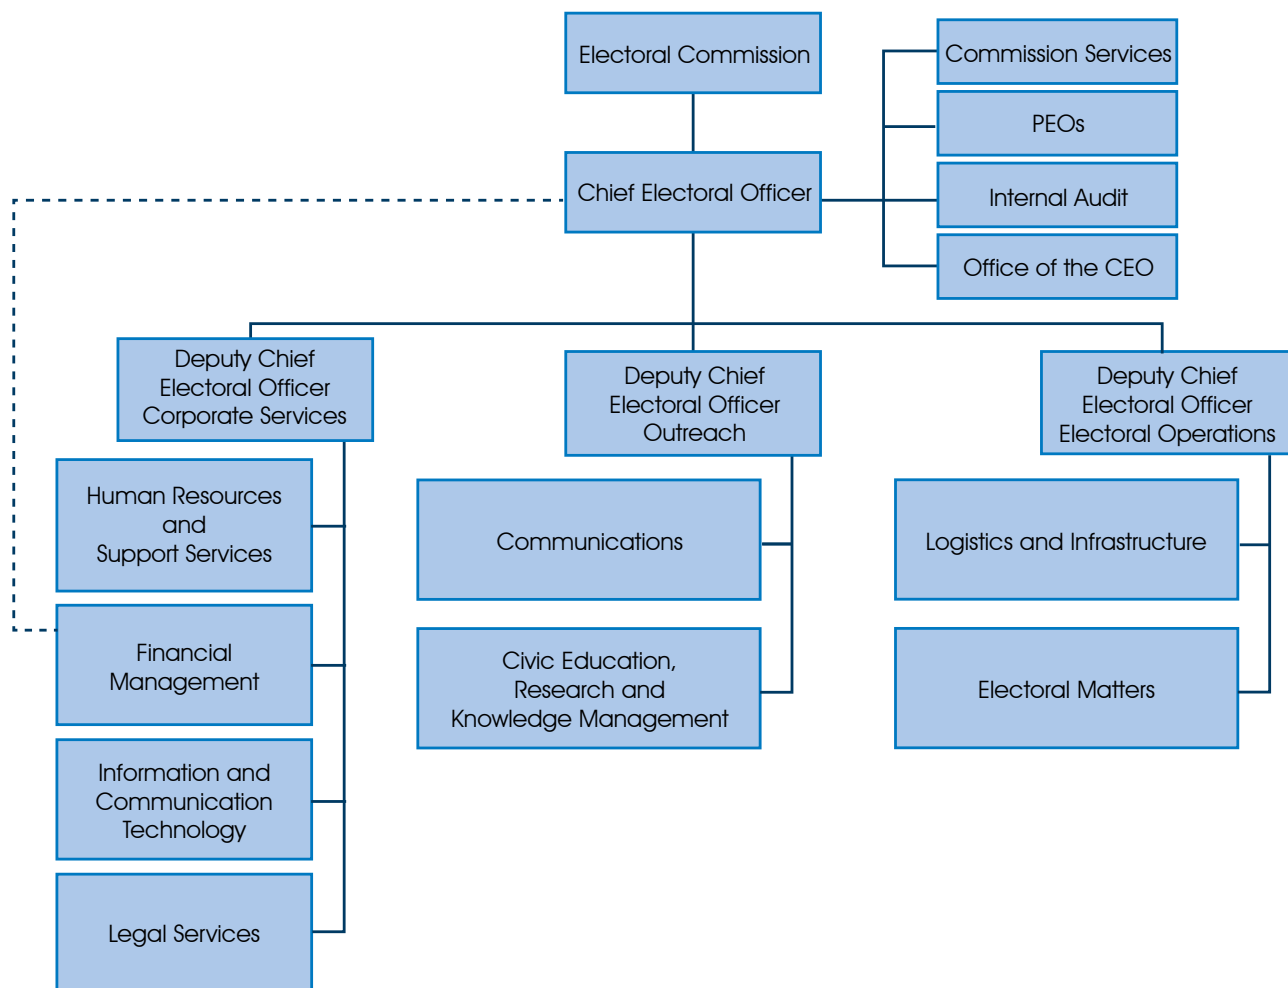 Electoral Commission
Chief Electoral Officer
Commission Services
PEOs
Internal Audit
Office of the CEO
Deputy Chief
Electoral Officer
Corporate Services
Human Resources
and
Support Services
Financial
Management
Information and
Communication
Technology
Legal Services
Deputy Chief
Electoral Officer
Outreach
Communications
Civic Education,
Research and
Knowledge Management
Deputy Chief
Electoral Officer
Electoral Operations
Logistics and Infrastructure
Electoral Matters